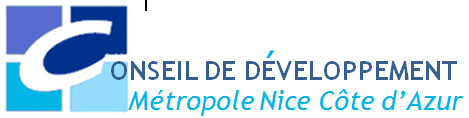 CONSEIL DE DÉVELOPPEMENT
Métropole Nice Côte d'Azur